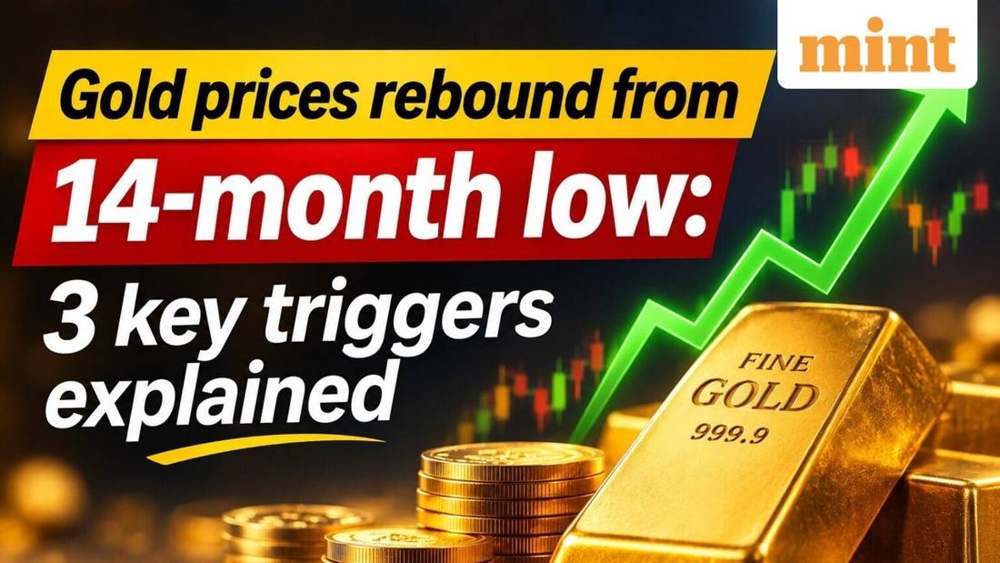 mint
Gold prices rebound from
14-month low:
3 key triggers
explained
FINE
GOLD
999.9